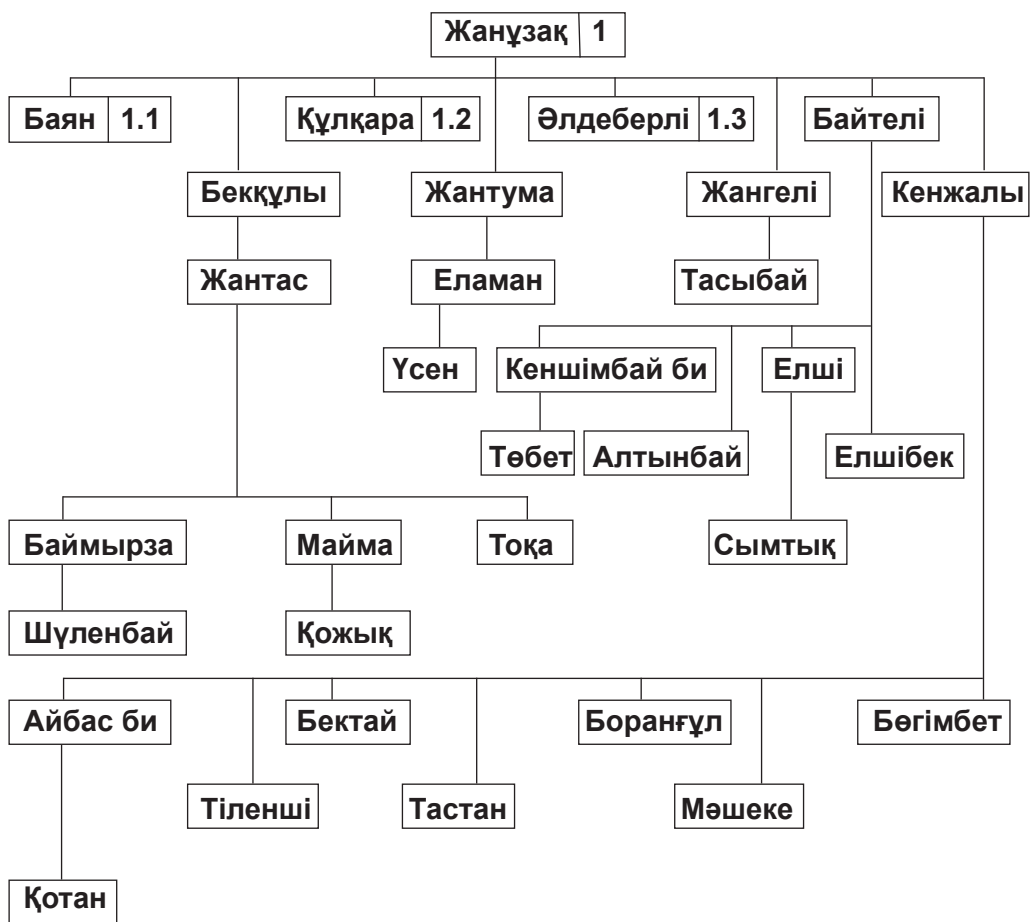 Жанұзақ 1
Баян 1.1 Құлқара 1.2 Әлдеберлі 1.3 Байтелі
Бекқұлы Жантума Жангелі Кенжалы
Жантас Еламан Тасыбай
Үсен Кеншімбай би Елші
Төбет Алтынбай Елшібек
Баймырза Майма Тоқа Сымтық
Шүленбай Қожық
Айбас би Бектай Боранғұл Бөгімбет
Тіленші Тастан Мәшеке
Қотан